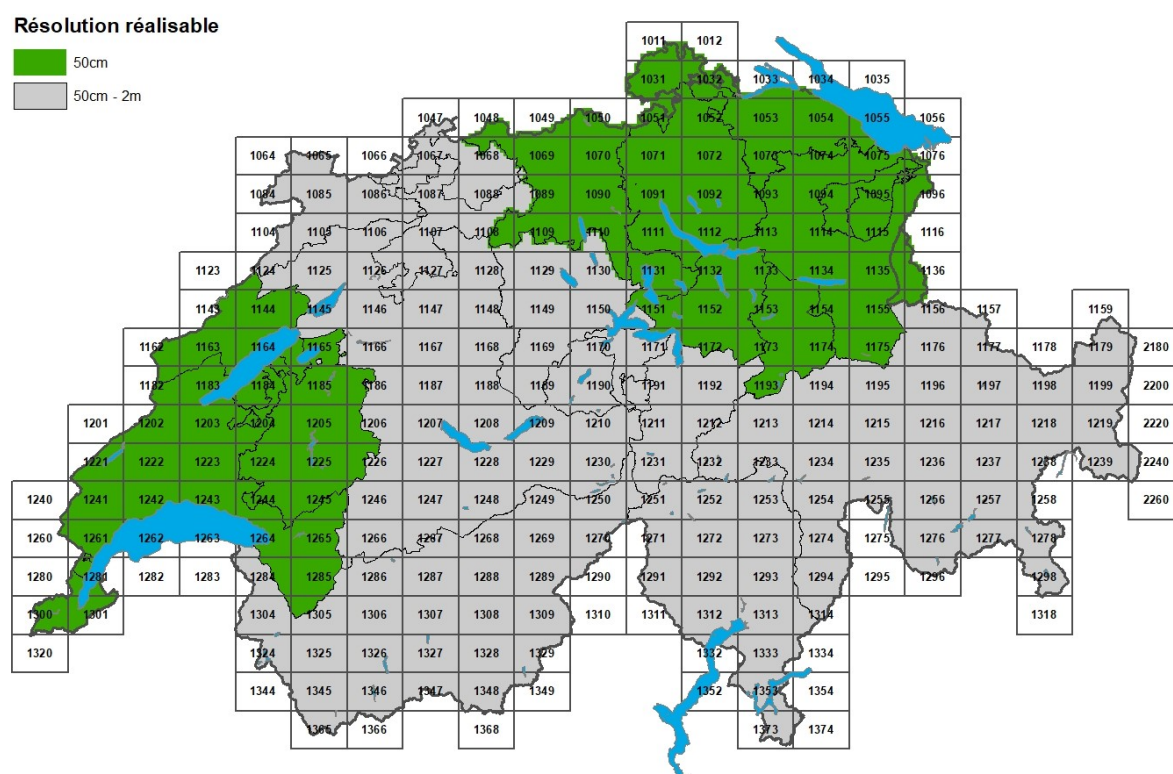 Résolution réalisable
50cm
50cm - 2m
1011 1012
1031 1032 1033 1034 1035
1047 1048 1049 1050 1051 1052 1053 1054 1055 1056
1064 1065 1066 1067 1068 1069 1070 1071 1072 1073 1074 1075 1076
1084 1085 1086 1087 1088 1089 1090 1091 1092 1093 1094 1095 1096
1104 1105 1106 1107 1108 1109 1110 1111 1112 1113 1114 1115 1116
1123 1124 1125 1126 1127 1128 1129 1130 1131 1132 1133 1134 1135 1136
1143 1144 1145 1146 1147 1148 1149 1150 1151 1152 1153 1154 1155 1156 1157 1159
1162 1163 1164 1165 1166 1167 1168 1169 1170 1171 1172 1173 1174 1175 1176 1177 1178 1179 2180
1182 1183 1184 1185 1186 1187 1188 1189 1190 1191 1192 1193 1194 1195 1196 1197 1198 1199 2200
1201 1202 1203 1204 1205 1206 1207 1208 1209 1210 1211 1212 1213 1214 1215 1216 1217 1218 1219 2220
1221 1222 1223 1224 1225 1226 1227 1228 1229 1230 1231 1232 1233 1234 1235 1236 1237 1238 1239 2240
1240 1241 1242 1243 1244 1245 1246 1247 1248 1249 1250 1251 1252 1253 1254 1255 1256 1257 1258 2260
1260 1261 1262 1263 1264 1265 1266 1267 1268 1269 1270 1271 1272 1273 1274 1275 1276 1277 1278
1280 1281 1282 1283 1284 1285 1286 1287 1288 1289 1290 1291 1292 1293 1294 1295 1296 1298
1300 1301 1304 1305 1306 1307 1308 1309 1310 1311 1312 1313 1314 1318
1320 1324 1325 1326 1327 1328 1329 1332 1333 1334
1344 1345 1346 1347 1348 1349 1352 1353 1354
1365 1366 1368 1373 1374